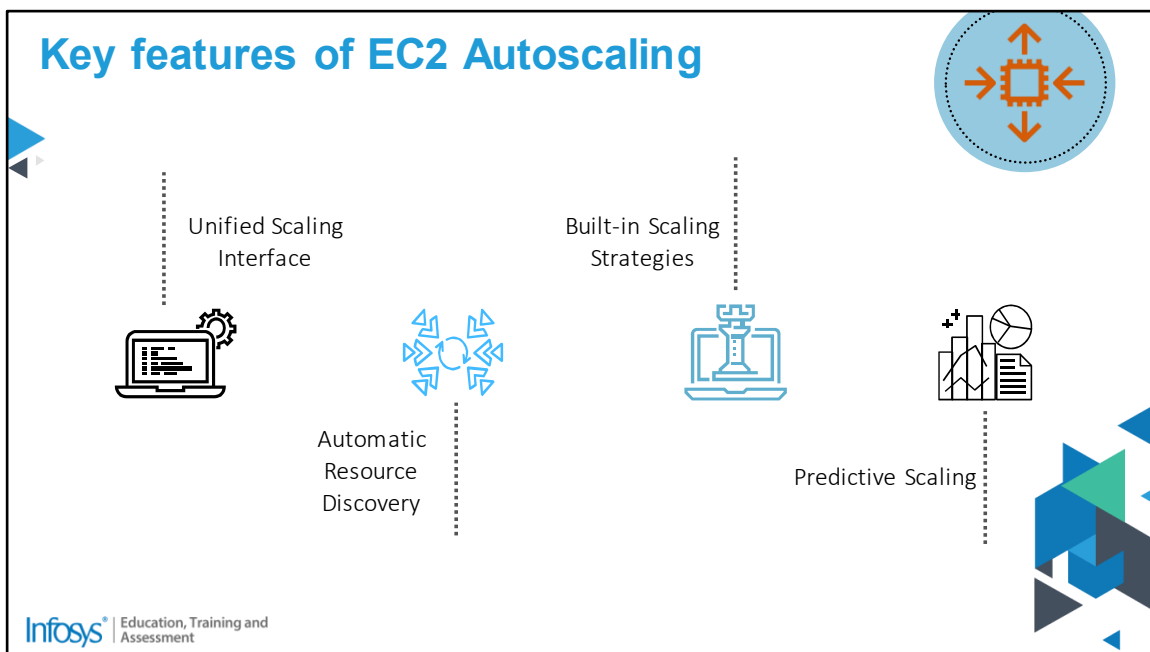 Key features of EC2 Autoscaling
Unified Scaling
Interface
Built-in Scaling
Strategies
Automatic
Resource
Discovery
Predictive Scaling
Infosys® | Education, Training and
Assessment